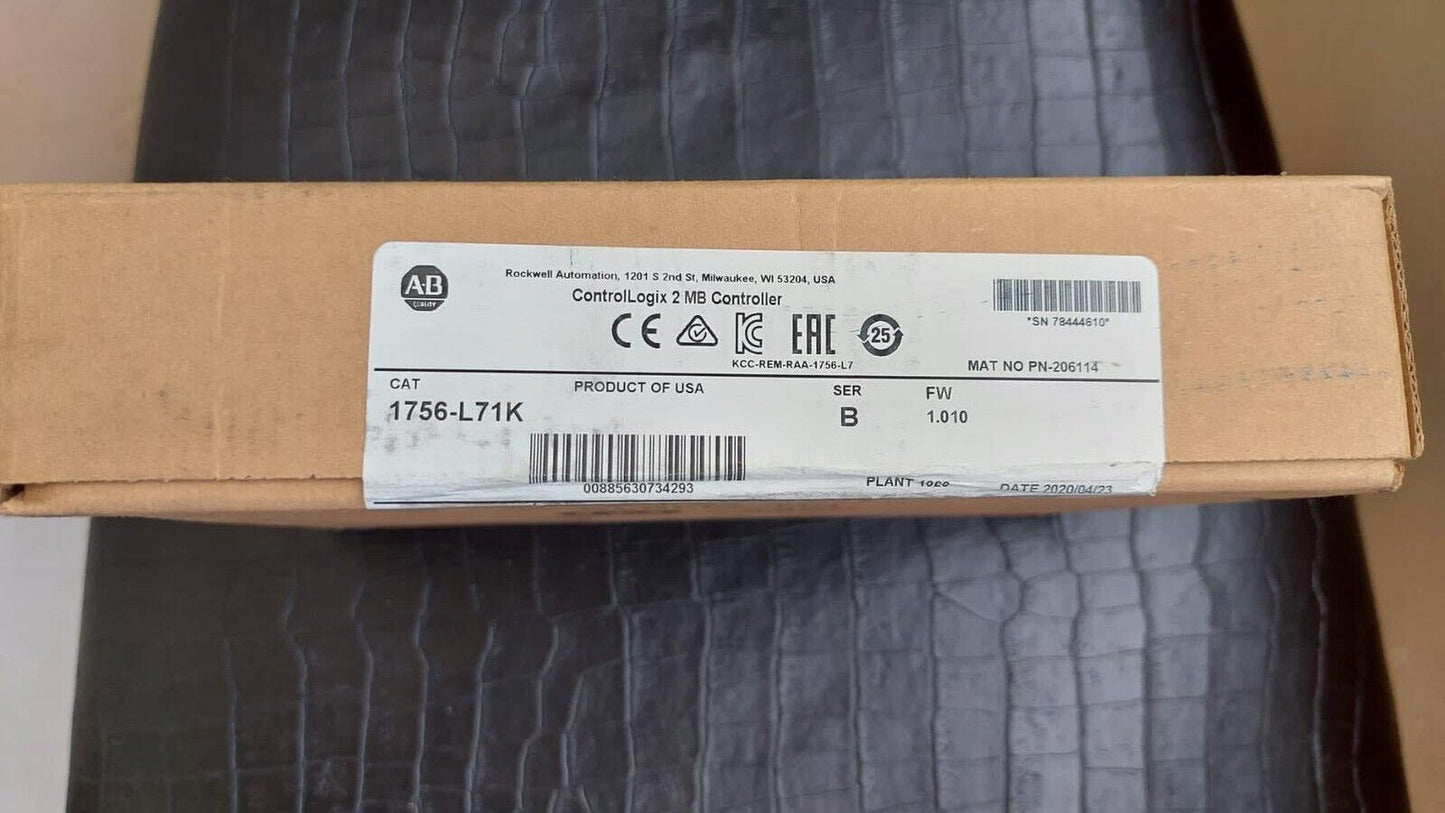 A·B
QUALITY
Rockwell Automation, 1201 S 2nd St, Milwaukee, WI 53204, USA
ControlLogix 2 MB Controller
*SN 78444610*
CE KC EAC 25
KCC-REM-RAA-1756-L7
MAT NO PN-206114
CAT PRODUCT OF USA SER FW
1756-L71K B 1.010
00885630734293
PLANT
DATE 2020/04/23